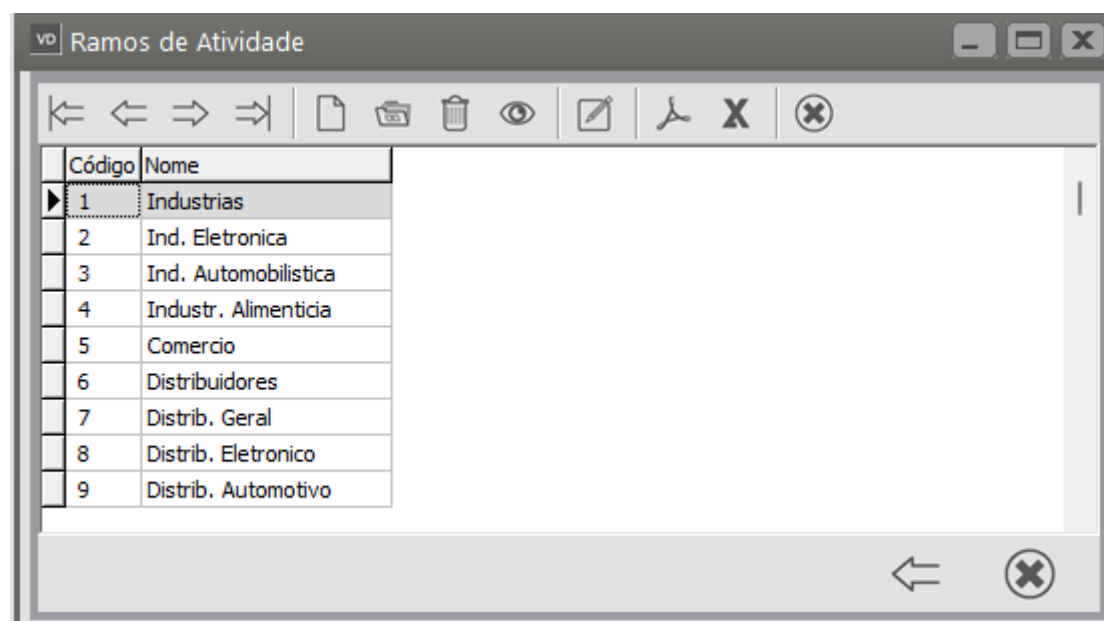 VD Ramos de Atividade
Código Nome
1 Industrias
2 Ind. Eletronica
3 Ind. Automobilistica
4 Industr. Alimenticia
5 Comercio
6 Distribuidores
7 Distrib. Geral
8 Distrib. Eletronico
9 Distrib. Automotivo